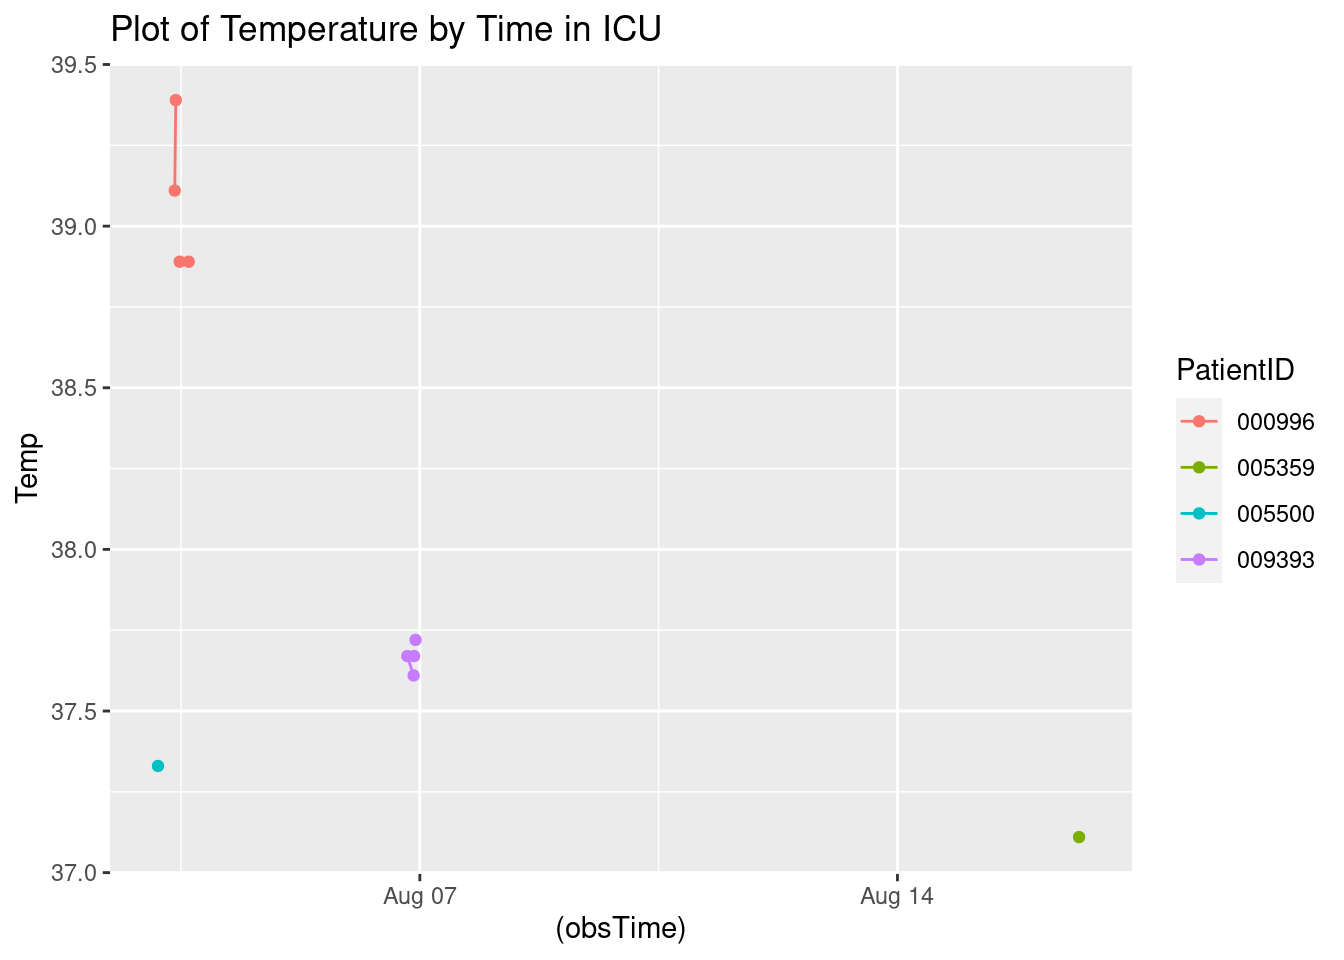 Plot of Temperature by Time in ICU
39.5
39.0
38.5
38.0
37.5
37.0
Temp
Aug 07
Aug 14
(obsTime)
PatientID
000996
005359
005500
009393